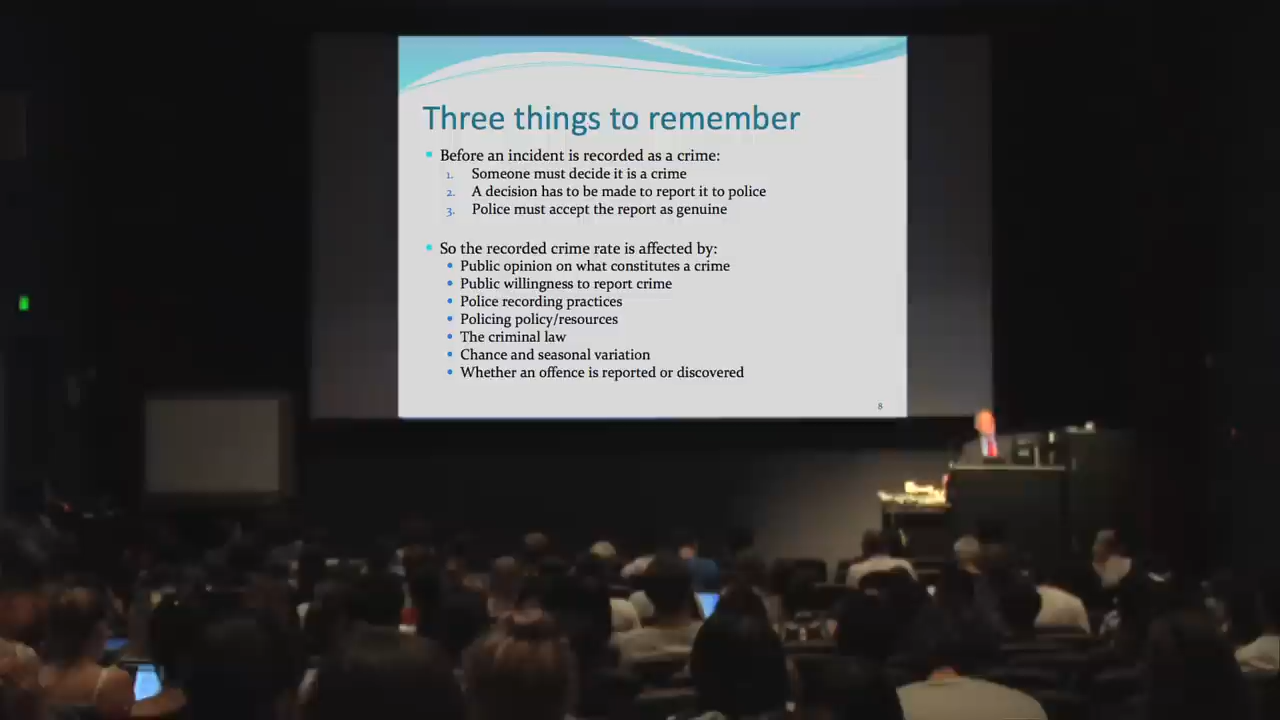 Three things to remember
Before an incident is recorded as a crime:
1. Someone must decide it is a crime
2. A decision has to be made to report it to police
3. Police must accept the report as genuine
So the recorded crime rate is affected by:
Public opinion on what constitutes a crime
Public willingness to report crime
Police recording practices
Policing policy/resources
The criminal law
Chance and seasonal variation
Whether an offence is reported or discovered
8